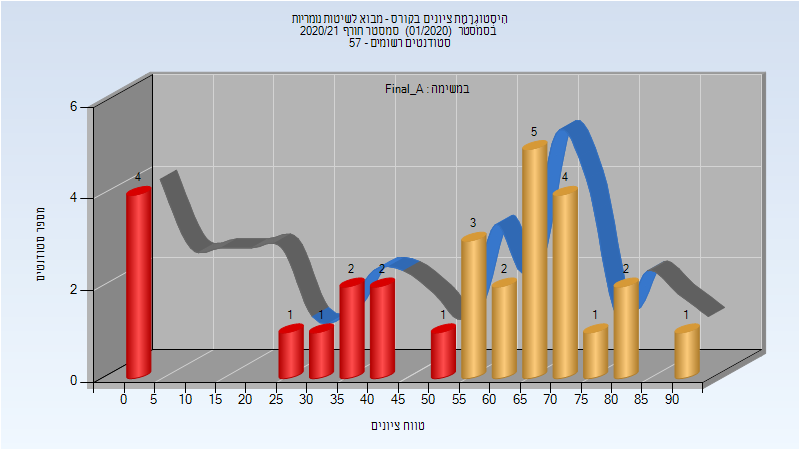 היסטוגרמת ציונים בקורס - מבוא לשיטות נומריות
בסמסטר (01/2020) סמסטר חורף 2020/21
סטודנטים רשומים - 57
במשימה : Final_A
מספר סטודנטים
6
4
2
0
4
1
1
2
2
1
3
2
5
4
1
2
1
0 5 10 15 20 25 30 35 40 45 50 55 60 65 70 75 80 85 90
טווח ציונים